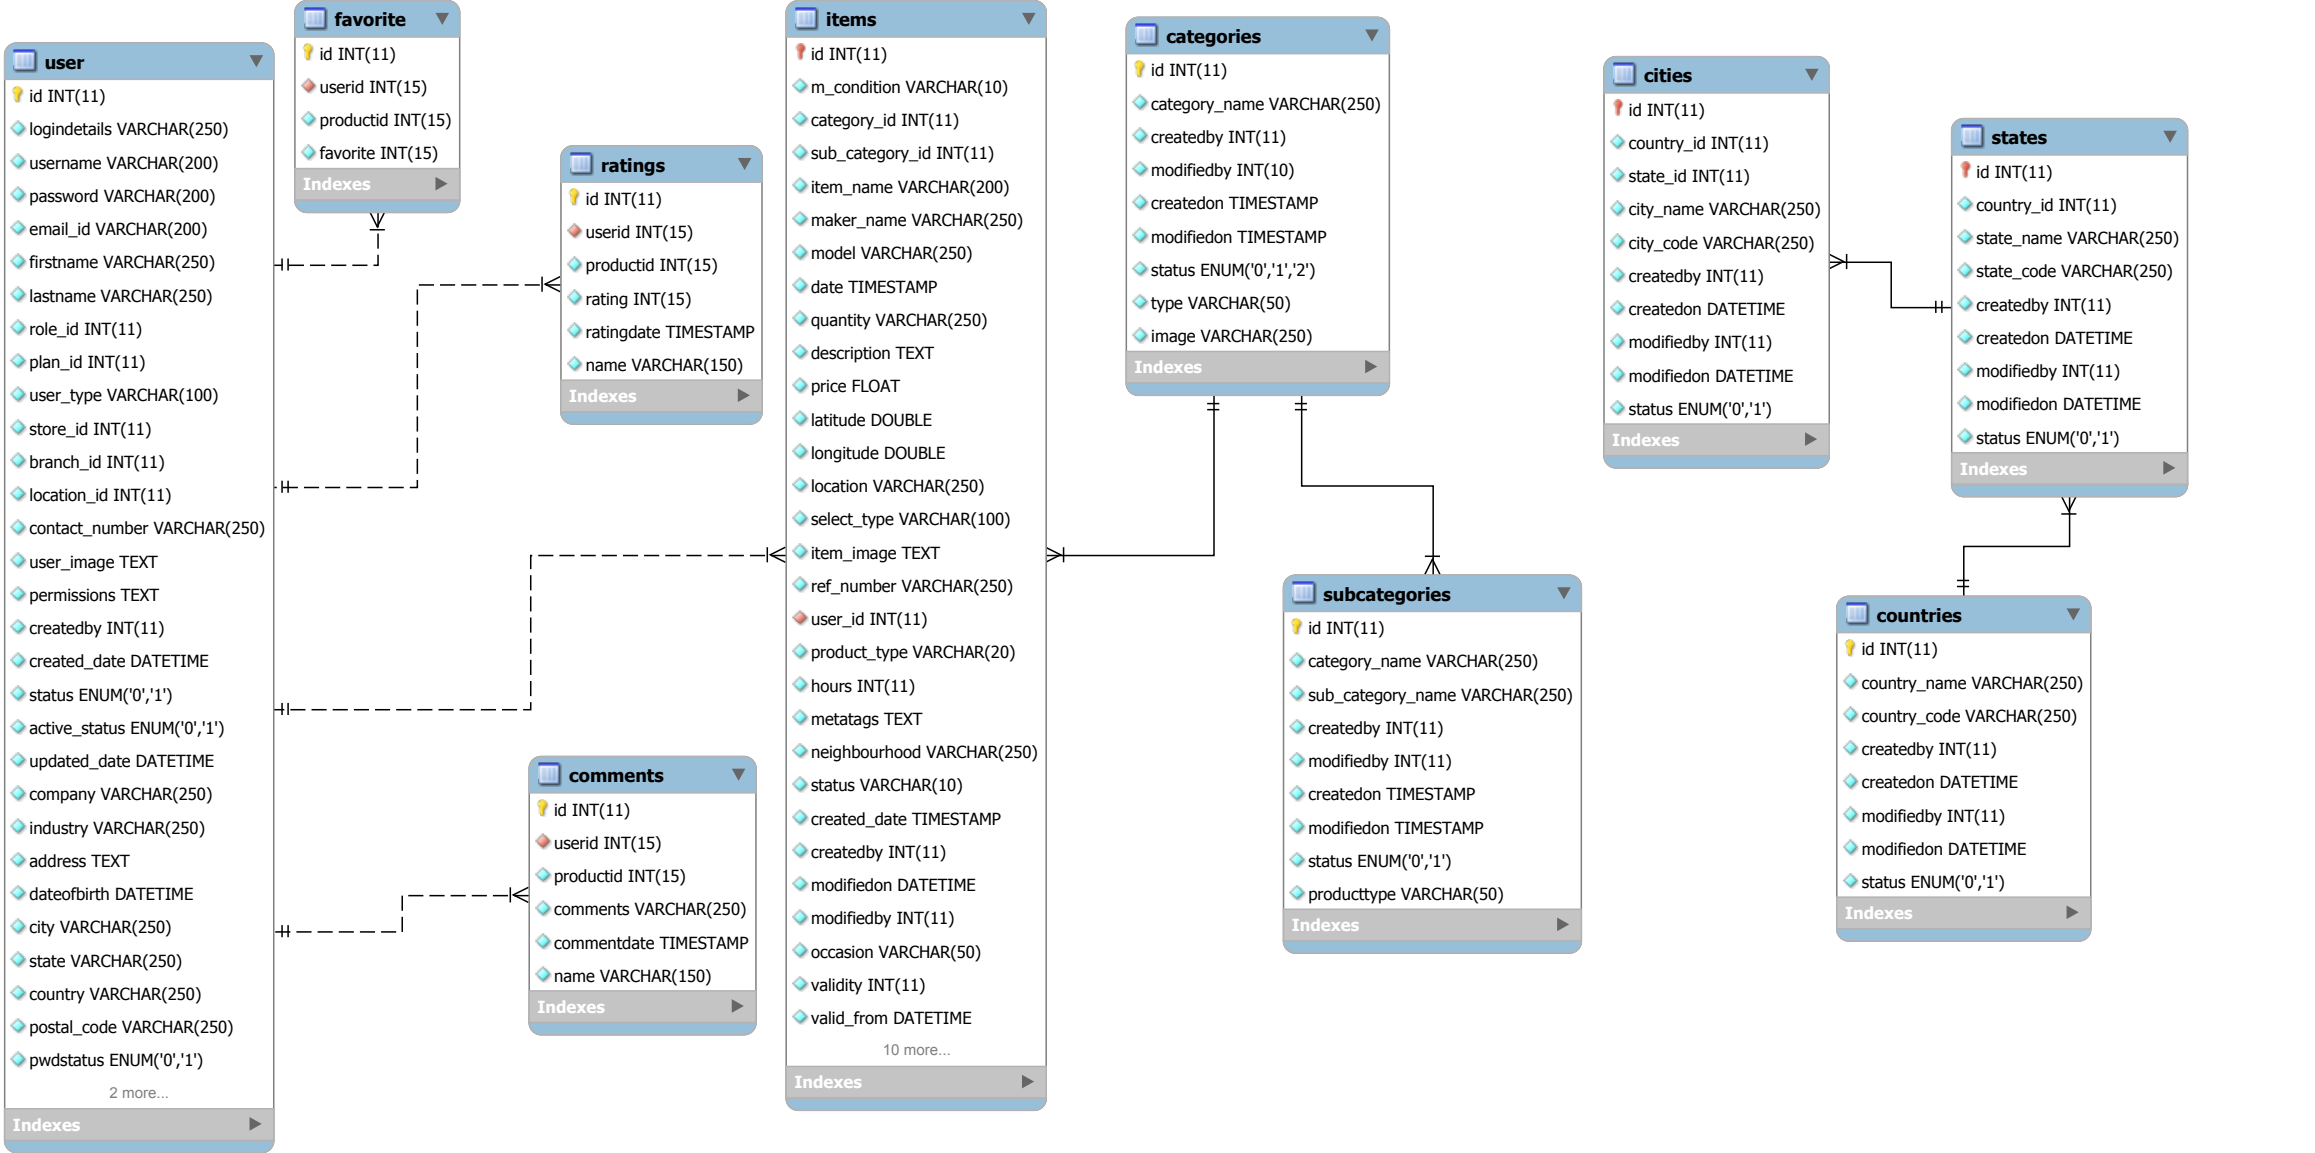 user
id INT(11)
logindetails VARCHAR(250)
username VARCHAR(200)
password VARCHAR(200)
email_id VARCHAR(200)
firstname VARCHAR(250)
lastname VARCHAR(250)
role_id INT(11)
plan_id INT(11)
user_type VARCHAR(100)
store_id INT(11)
branch_id INT(11)
location_id INT(11)
contact_number VARCHAR(250)
user_image TEXT
permissions TEXT
createdby INT(11)
created_date DATETIME
status ENUM('0','1')
active_status ENUM('0','1')
updated_date DATETIME
company VARCHAR(250)
industry VARCHAR(250)
address TEXT
dateofbirth DATETIME
city VARCHAR(250)
state VARCHAR(250)
country VARCHAR(250)
postal_code VARCHAR(250)
pwdstatus ENUM('0','1')
2 more...
Indexes
favorite
id INT(11)
userid INT(15)
productid INT(15)
favorite INT(15)
Indexes
ratings
id INT(11)
userid INT(15)
productid INT(15)
rating INT(15)
ratingdate TIMESTAMP
name VARCHAR(150)
Indexes
comments
id INT(11)
userid INT(15)
productid INT(15)
comments VARCHAR(250)
commentdate TIMESTAMP
name VARCHAR(150)
Indexes
items
id INT(11)
m_condition VARCHAR(10)
category_id INT(11)
sub_category_id INT(11)
item_name VARCHAR(200)
maker_name VARCHAR(250)
model VARCHAR(250)
date TIMESTAMP
quantity VARCHAR(250)
description TEXT
price FLOAT
latitude DOUBLE
longitude DOUBLE
location VARCHAR(250)
select_type VARCHAR(100)
item_image TEXT
ref_number VARCHAR(250)
user_id INT(11)
product_type VARCHAR(20)
hours INT(11)
metatags TEXT
neighbourhood VARCHAR(250)
status VARCHAR(10)
created_date TIMESTAMP
createdby INT(11)
modifiedon DATETIME
modifiedby INT(11)
occasion VARCHAR(50)
validity INT(11)
valid_from DATETIME
10 more...
Indexes
categories
id INT(11)
category_name VARCHAR(250)
createdby INT(11)
modifiedby INT(10)
createdon TIMESTAMP
modifiedon TIMESTAMP
status ENUM('0','1','2')
type VARCHAR(50)
image VARCHAR(250)
Indexes
subcategories
id INT(11)
category_name VARCHAR(250)
sub_category_name VARCHAR(250)
createdby INT(11)
modifiedby INT(11)
createdon TIMESTAMP
modifiedon TIMESTAMP
status ENUM('0','1')
producttype VARCHAR(50)
Indexes
cities
id INT(11)
country_id INT(11)
state_id INT(11)
city_name VARCHAR(250)
city_code VARCHAR(250)
createdby INT(11)
createdon DATETIME
modifiedby INT(11)
modifiedon DATETIME
status ENUM('0','1')
Indexes
states
id INT(11)
country_id INT(11)
state_name VARCHAR(250)
state_code VARCHAR(250)
createdby INT(11)
createdon DATETIME
modifiedby INT(11)
modifiedon DATETIME
status ENUM('0','1')
Indexes
countries
id INT(11)
country_name VARCHAR(250)
country_code VARCHAR(250)
createdby INT(11)
createdon DATETIME
modifiedby INT(11)
modifiedon DATETIME
status ENUM('0','1')
Indexes